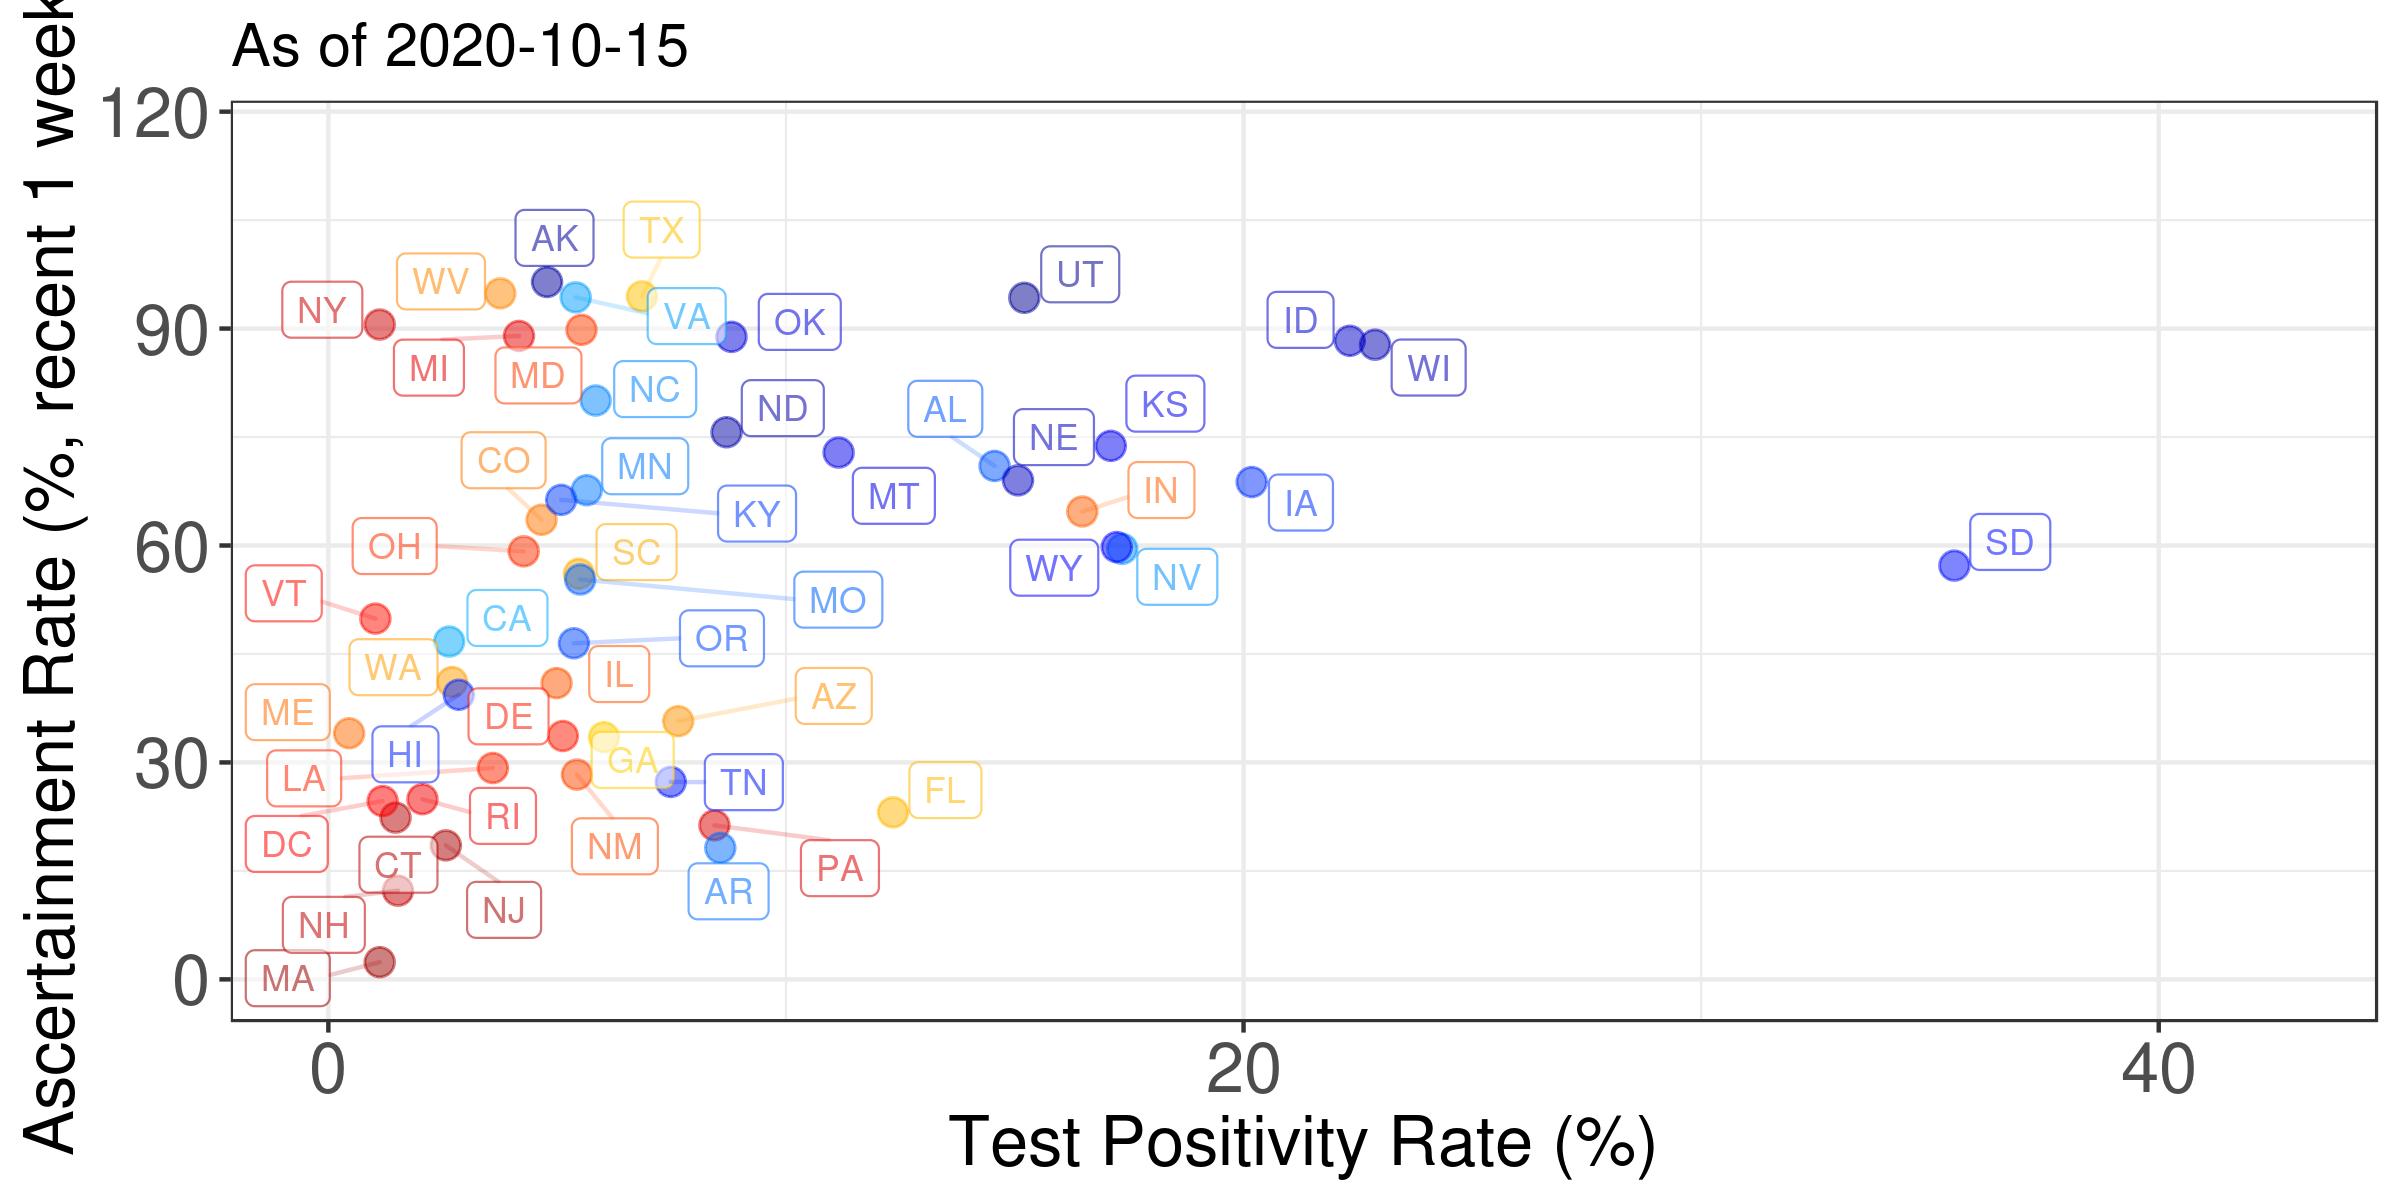 As of 2020-10-15
Ascertainment Rate (%, recent 1 week
120
90
60
30
0
AK
TX
WV
NY
VA
OK
UT
ID
WI
MI
MD
NC
ND
AL
NE
KS
CO
MN
KY
MT
IN
IA
OH
SC
MO
WY
NV
SD
VT
CA
OR
WA
IL
AZ
ME
DE
HI
GA
LA
TN
FL
DC
RI
NM
CT
AR
PA
NH
NJ
MA
0
20
40
Test Positivity Rate (%)